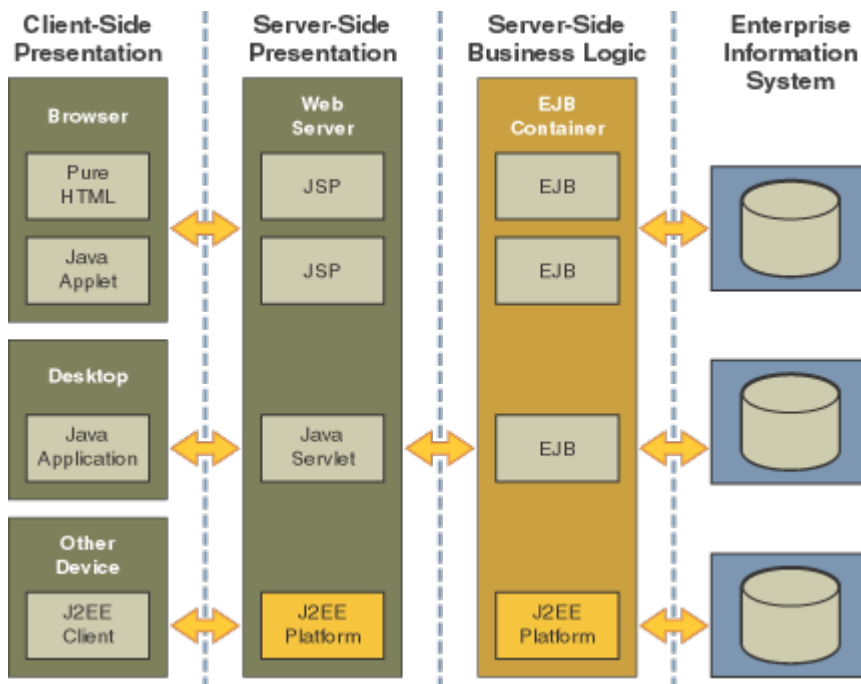 Client-Side
Presentation
Server-Side
Presentation
Server-Side
Business Logic
Enterprise
Information
System
Browser
Pure
HTML
Java
Applet
Desktop
Java
Application
Other
Device
J2EE
Client
Web
Server
JSP
JSP
Java
Servlet
J2EE
Platform
EJB
Container
EJB
EJB
EJB
J2EE
Platform